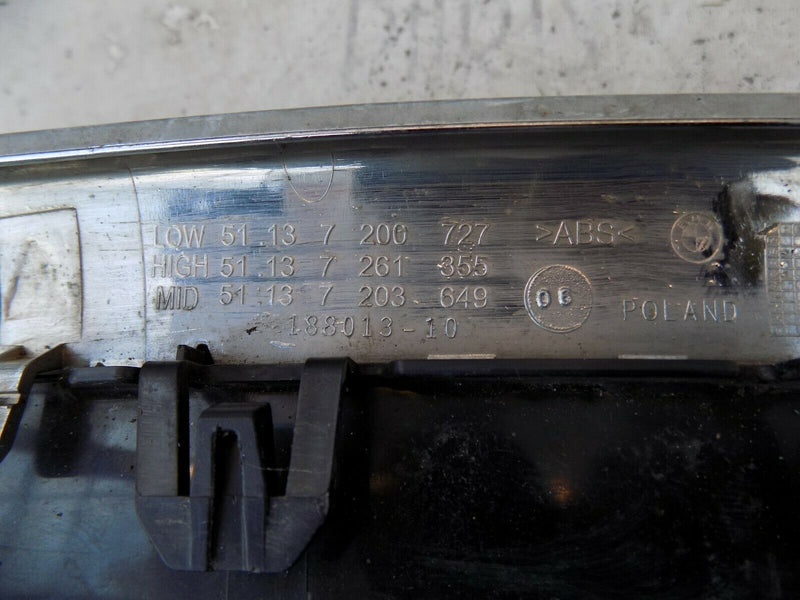 LOW 51.13 7 200 727 >ABS<
HIGH 51.13 7 261 355
MID 51.13 7 203 649 06 POLAND
188013-10